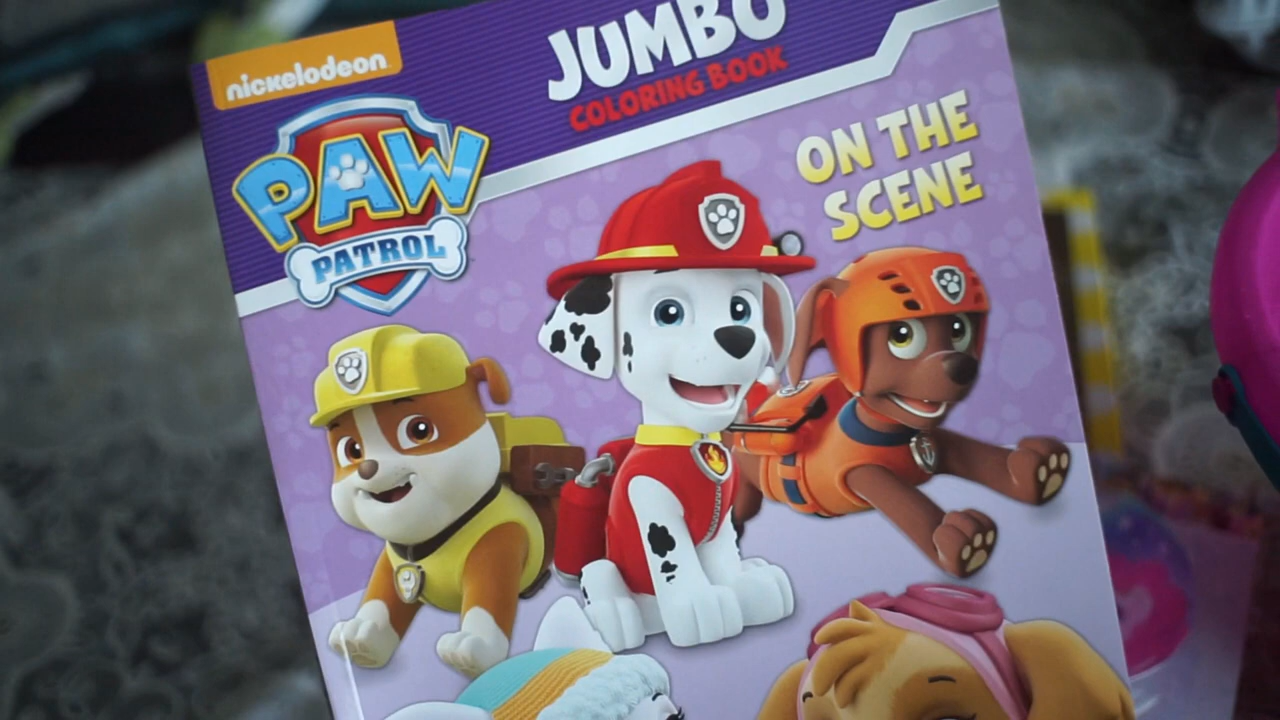 nickelodeon
JUMBO
COLORING BOOK
PAW
PATROL
ON THE
SCENE